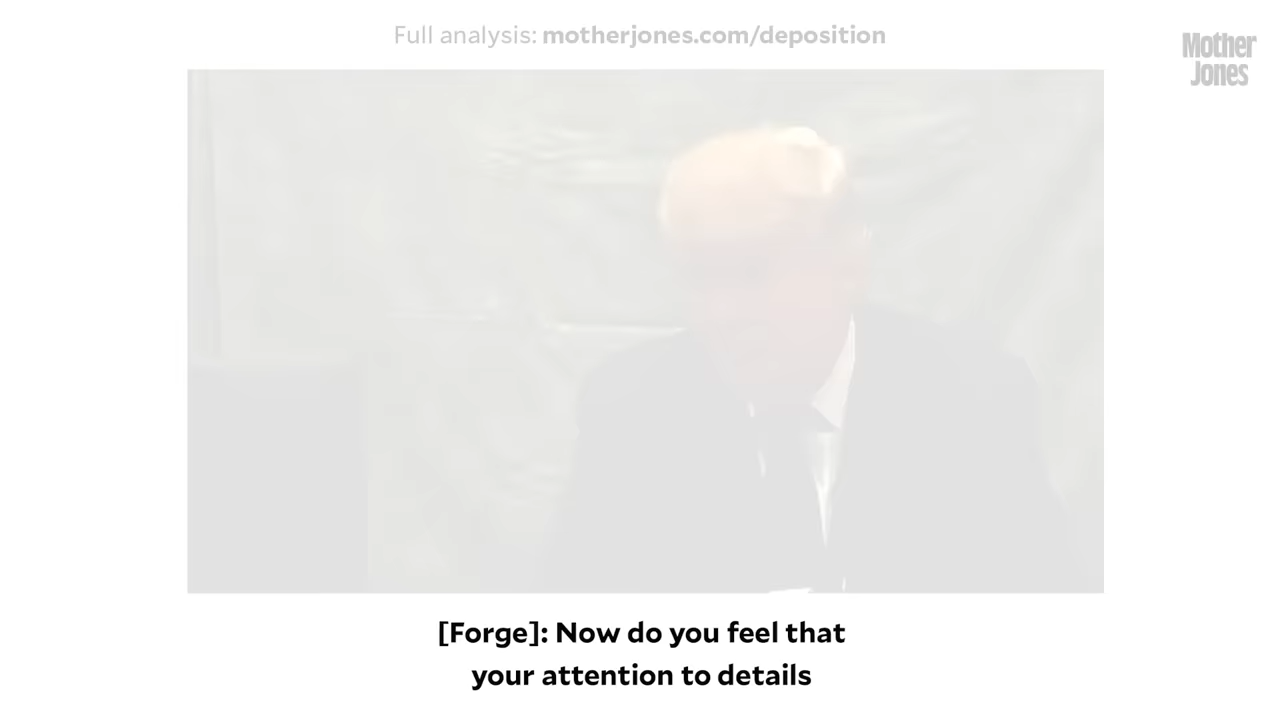 Full analysis: motherjones.com/deposition
Mother
Jones
[Forge]: Now do you feel that
your attention to details